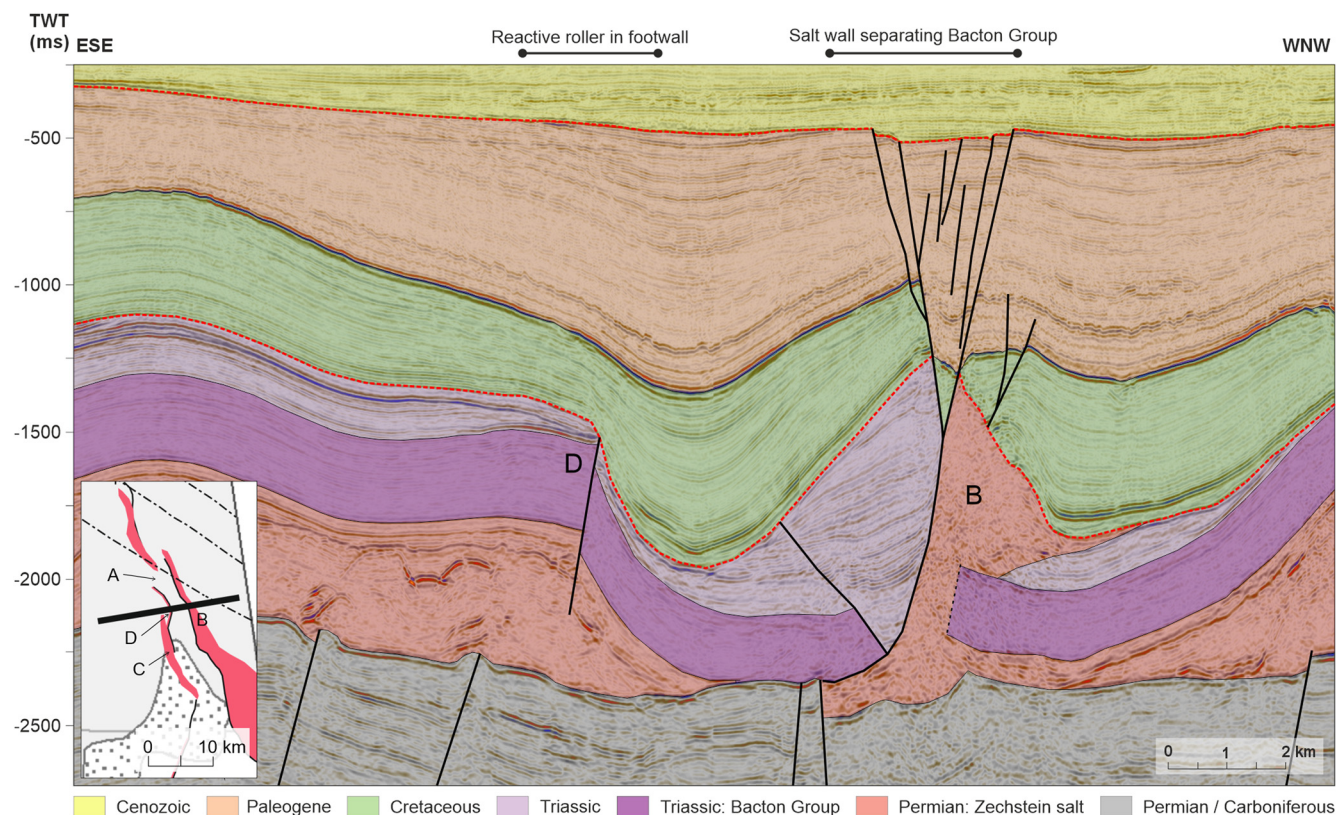 TWT
(ms)
ESE
Reactive roller in footwall
Salt wall separating Bacton Group
WNW
-500
-1000
-1500
D
B
-2000
A
B
D
C
-2500
0 10 km
0 1 2 km
Cenozoic
Paleogene
Cretaceous
Triassic
Triassic: Bacton Group
Permian: Zechstein salt
Permian / Carboniferous